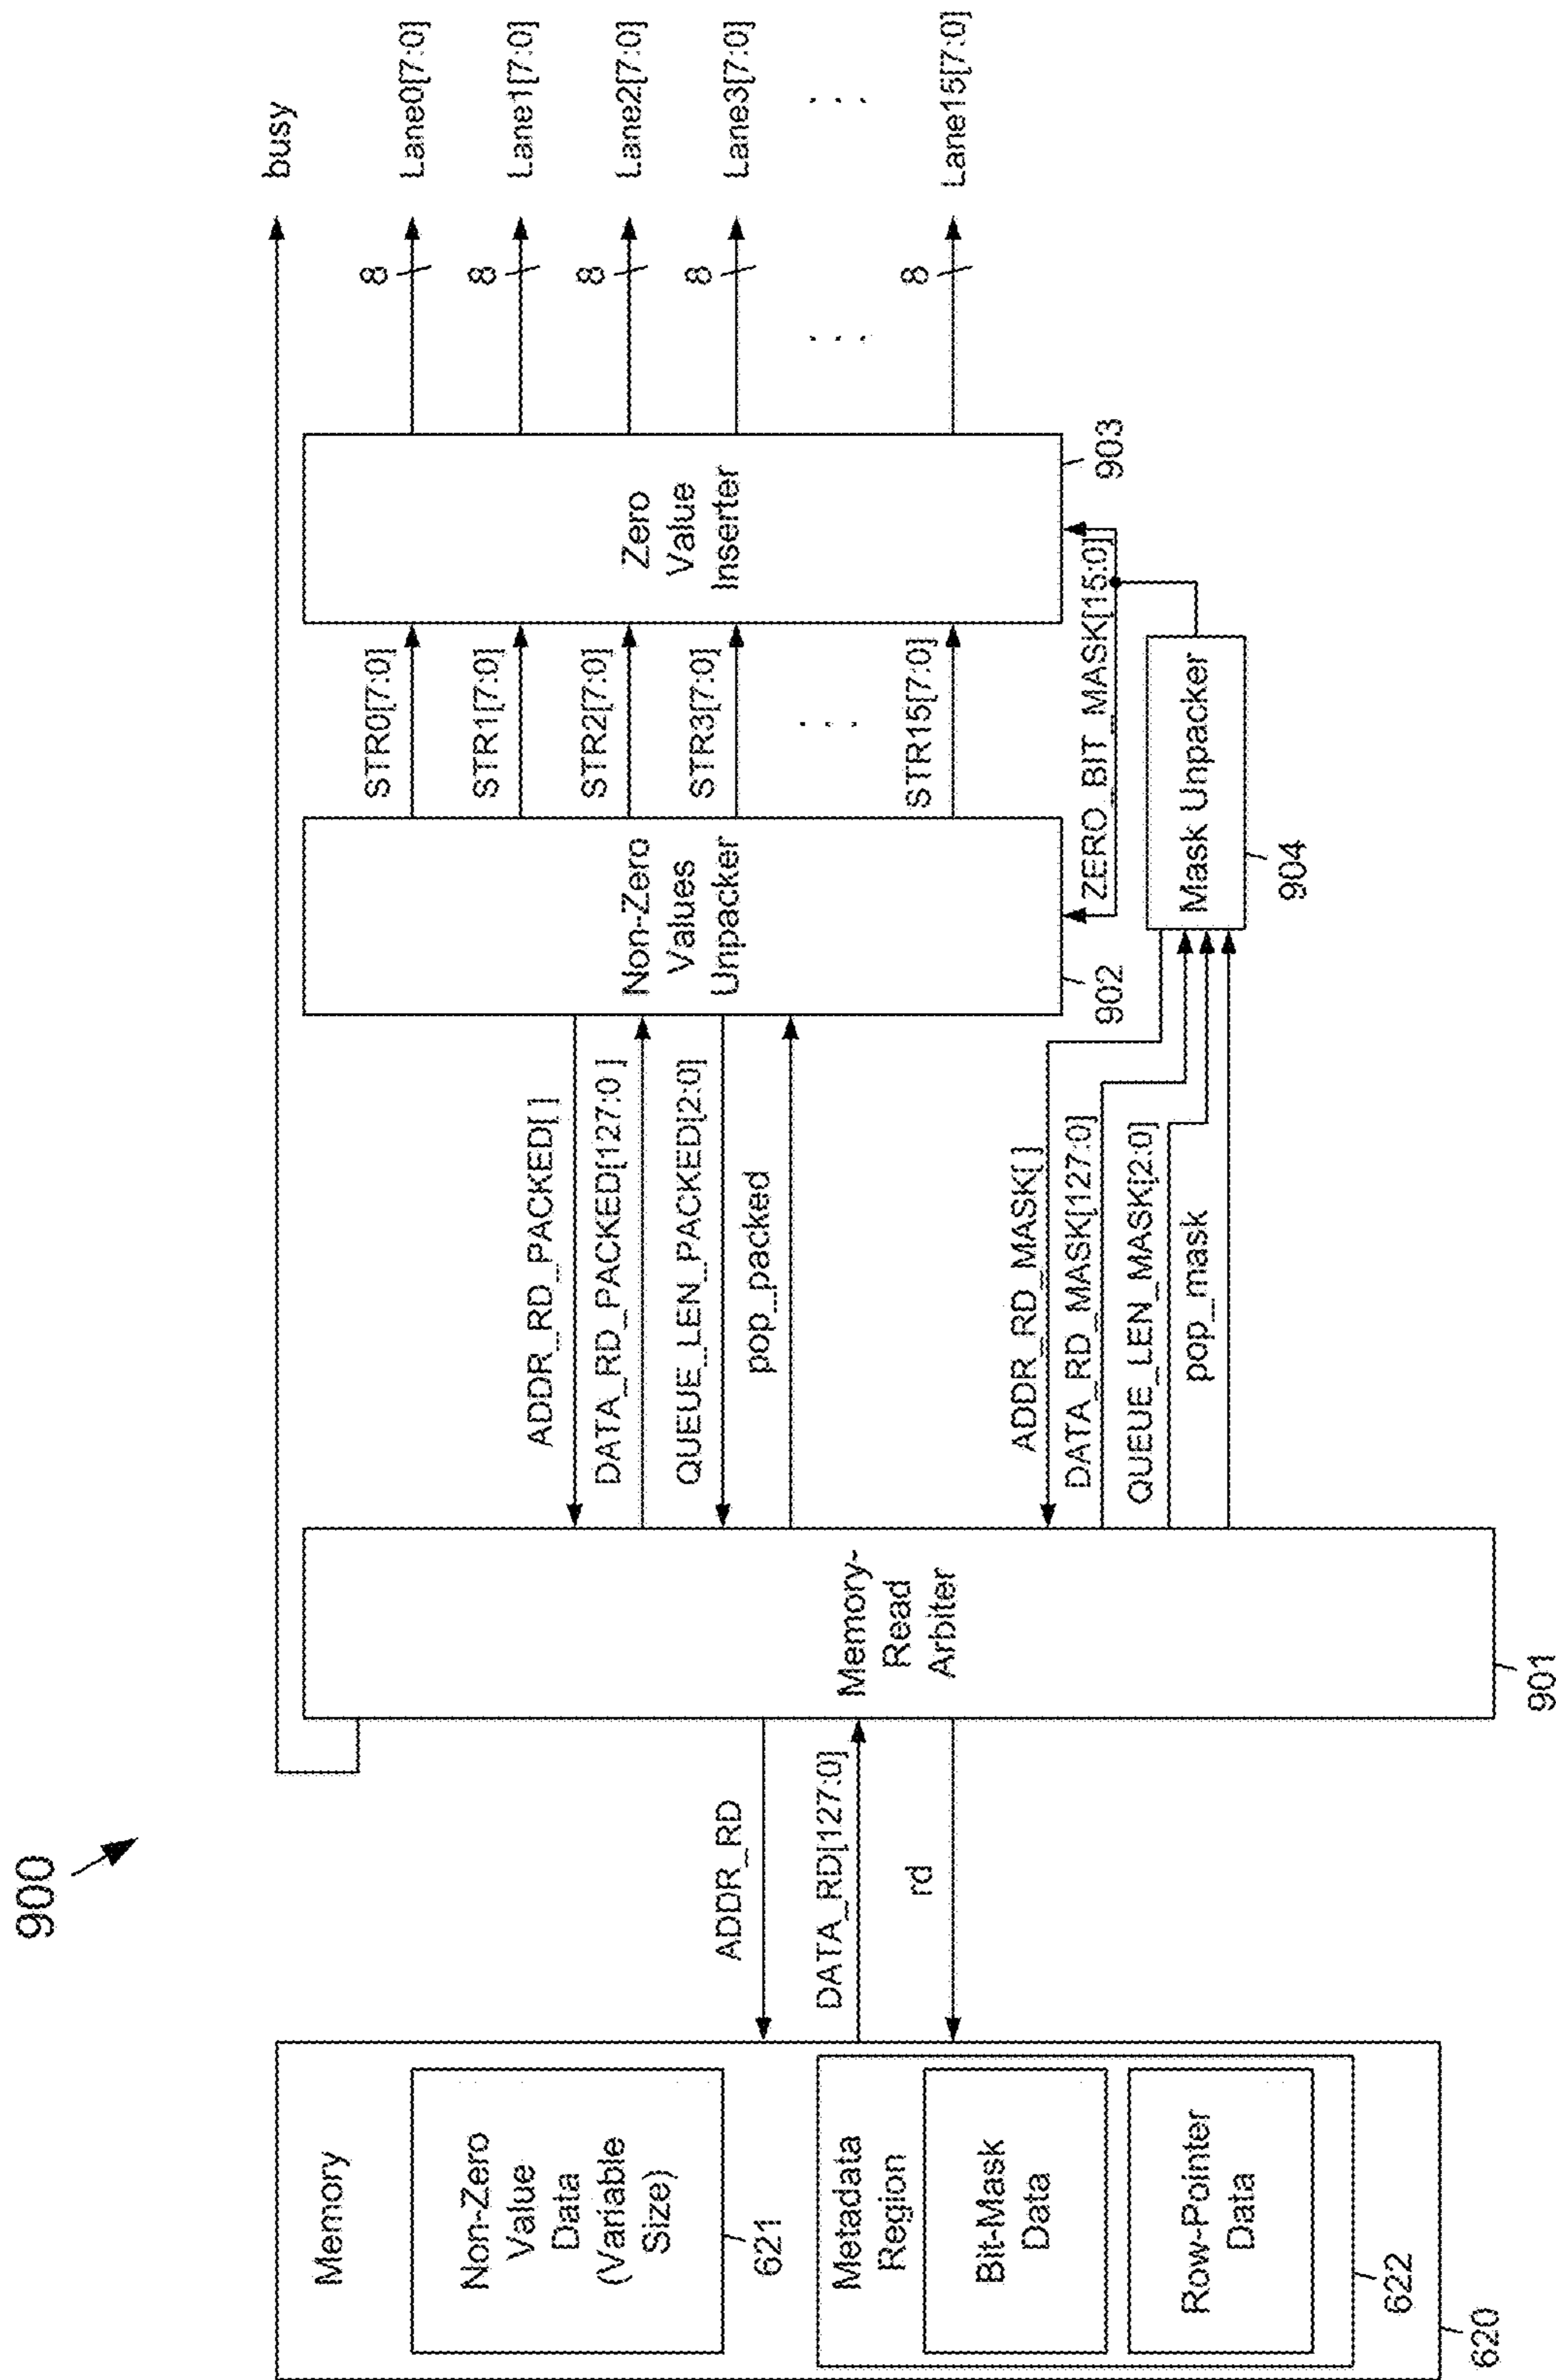 900
busy
Memory
Non-Zero
Value
Data
(Variable
Size)
621
Metadata
Region
Bit-Mask
Data
Row-Pointer
Data
622
620
ADDR_RD
DATA_RD[127:0]
rd
Memory-
Read
Arbiter
901
ADDR_RD_PACKED[ ]
DATA_RD_PACKED[127:0 ]
QUEUE_LEN_PACKED[2:0]
pop_packed
ADDR_RD_MASK[ ]
DATA_RD_MASK[127:0]
QUEUE_LEN_MASK[2:0]
pop_mask
Non-Zero
Values
Unpacker
902
STR0[7:0]
STR1[7:0]
STR2[7:0]
STR3[7:0]
. . .
STR15[7:0]
ZERO_BIT_MASK[15:0]
Mask Unpacker
904
Zero
Value
Inserter
903
8
8
8
8
. . .
8
Lane0[7:0]
Lane1[7:0]
Lane2[7:0]
Lane3[7:0]
. . .
Lane15[7:0]